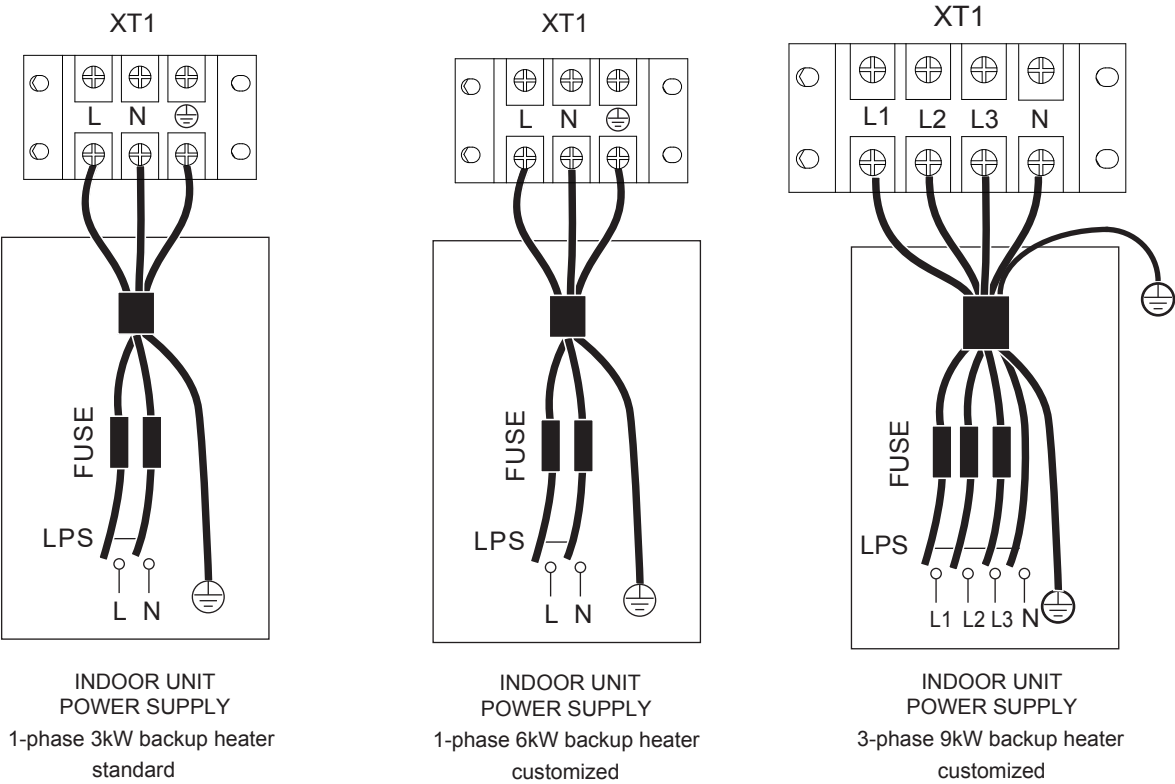 XT1
L N
FUSE
LPS
L N
INDOOR UNIT
POWER SUPPLY
1-phase 3kW backup heater
standard
XT1
L N
FUSE
LPS
L N
INDOOR UNIT
POWER SUPPLY
1-phase 6kW backup heater
customized
XT1
L1 L2 L3 N
FUSE
LPS
L1 L2 L3 N
INDOOR UNIT
POWER SUPPLY
3-phase 9kW backup heater
customized